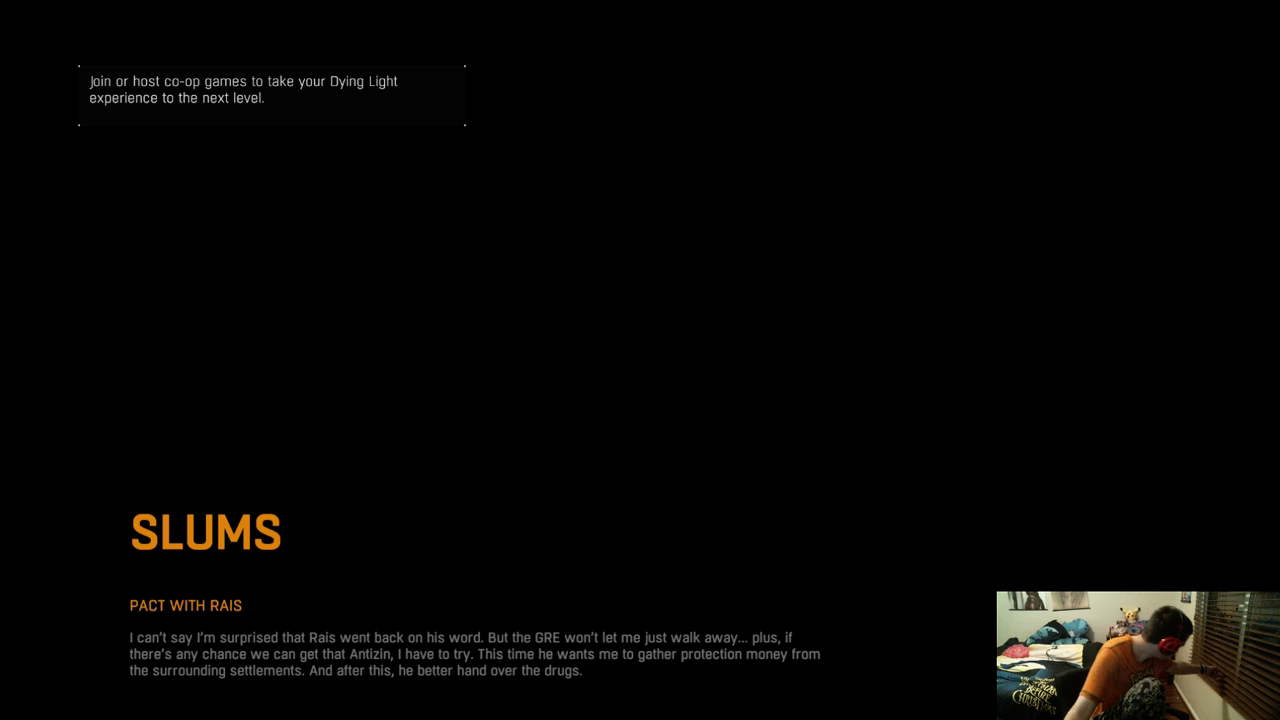 Join or host co-op games to take your Dying Light
experience to the next level.
SLUMS
PACT WITH RAIS
I can't say I'm surprised that Rais went back on his word. But the GRE won't let me just walk away... plus, if
there's any chance we can get that Antizin, I have to try. This time he wants me to gather protection money from
the surrounding settlements. And after this, he better hand over the drugs.
BEFORE
CHRISTMAS